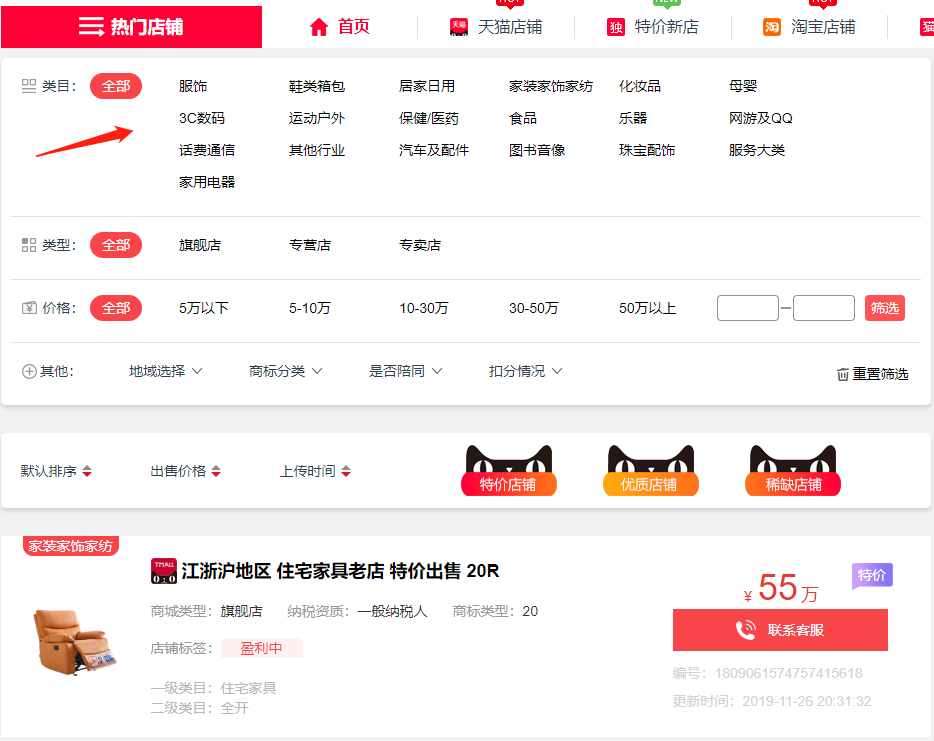 HOT NEW HOT
热门店铺 首页 天猫 天猫店铺 独 特价新店 淘 淘宝店铺 猫
类目： 全部 服饰 鞋类箱包 居家日用 家装家饰家纺 化妆品 母婴
3C数码 运动户外 保健/医药 食品 乐器 网游及QQ
话费通信 其他行业 汽车及配件 图书音像 珠宝配饰 服务大类
家用电器
类型： 全部 旗舰店 专营店 专卖店
¥ 价格： 全部 5万以下 5-10万 10-30万 30-50万 50万以上 — 筛选
其他： 地域选择 商标分类 是否陪同 扣分情况 重置筛选
默认排序 出售价格 上传时间 特价店铺 优质店铺 稀缺店铺
家装家饰家纺
TMALL 江浙沪地区 住宅家具老店 特价出售 20R
商城类型： 旗舰店 纳税资质： 一般纳税人 商标类型： 20
店铺标签： 盈利中
一级类目： 住宅家具
二级类目： 全开
¥ 55万 特价
联系客服
编号： 1809061574757415618
更新时间： 2019-11-26 20:31:32